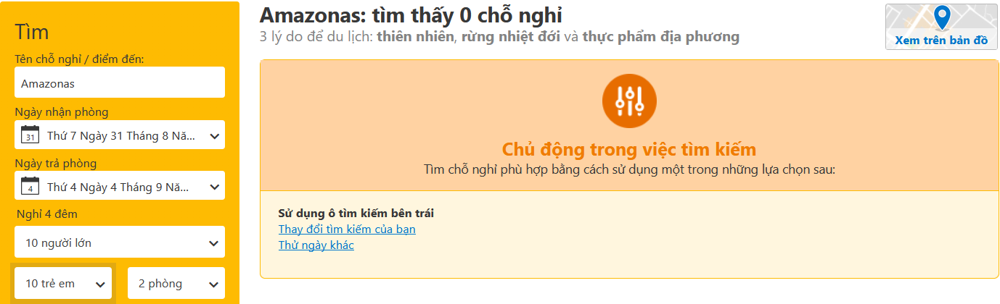 Tìm
Tên chỗ nghỉ / điểm đến:
Amazonas
Ngày nhận phòng
31
Thứ 7 Ngày 31 Tháng 8 Nă...
Ngày trả phòng
4
Thứ 4 Ngày 4 Tháng 9 Nă...
Nghỉ 4 đêm
10 người lớn
10 trẻ em
2 phòng
Amazonas: tìm thấy 0 chỗ nghỉ
3 lý do để du lịch: thiên nhiên, rừng nhiệt đới và thực phẩm địa phương
Xem trên bản đồ
Chủ động trong việc tìm kiếm
Tìm chỗ nghỉ phù hợp bằng cách sử dụng một trong những lựa chọn sau:
Sử dụng ô tìm kiếm bên trái
Thay đổi tìm kiếm của bạn
Thử ngày khác